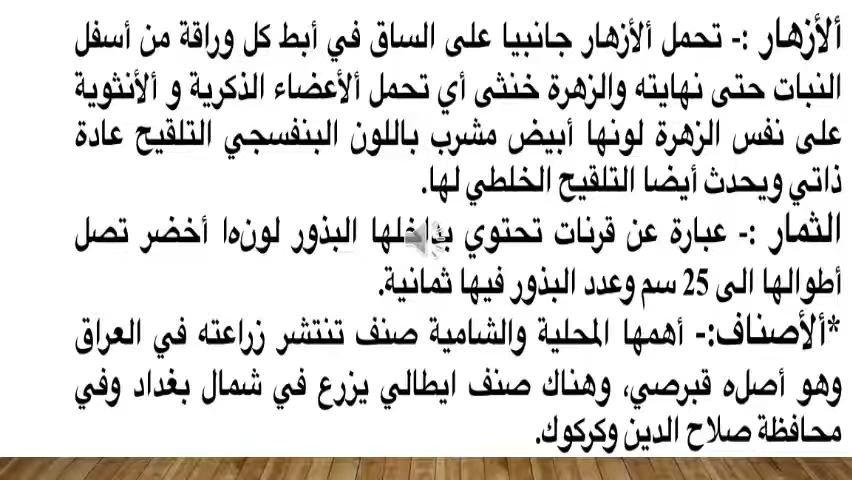 ألأزهار :- تحمل ألأزهار جانبيا على الساق في أبط كل وراقة من أسفل
النبات حتى نهايته والزهرة خنثى أي تحمل ألأعضاء الذكرية و ألأنثوية
على نفس الزهرة لونها أبيض مشرب باللون البنفسجي التلقيح عادة
ذاتي ويحدث أيضا التلقيح الخلطي لها.
الثمار :- عبارة عن قرنات تحتوي بداخلها البذور لونها أخضر تصل
أطوالها الى 25 سم وعدد البذور فيها ثمانية.
*ألأصناف:- أهمها المحلية والشامية صنف تنتشر زراعته في العراق
وهو أصله قبرصي، وهناك صنف ايطالي يزرع في شمال بغداد وفي
محافظة صلاح الدين وكركوك.